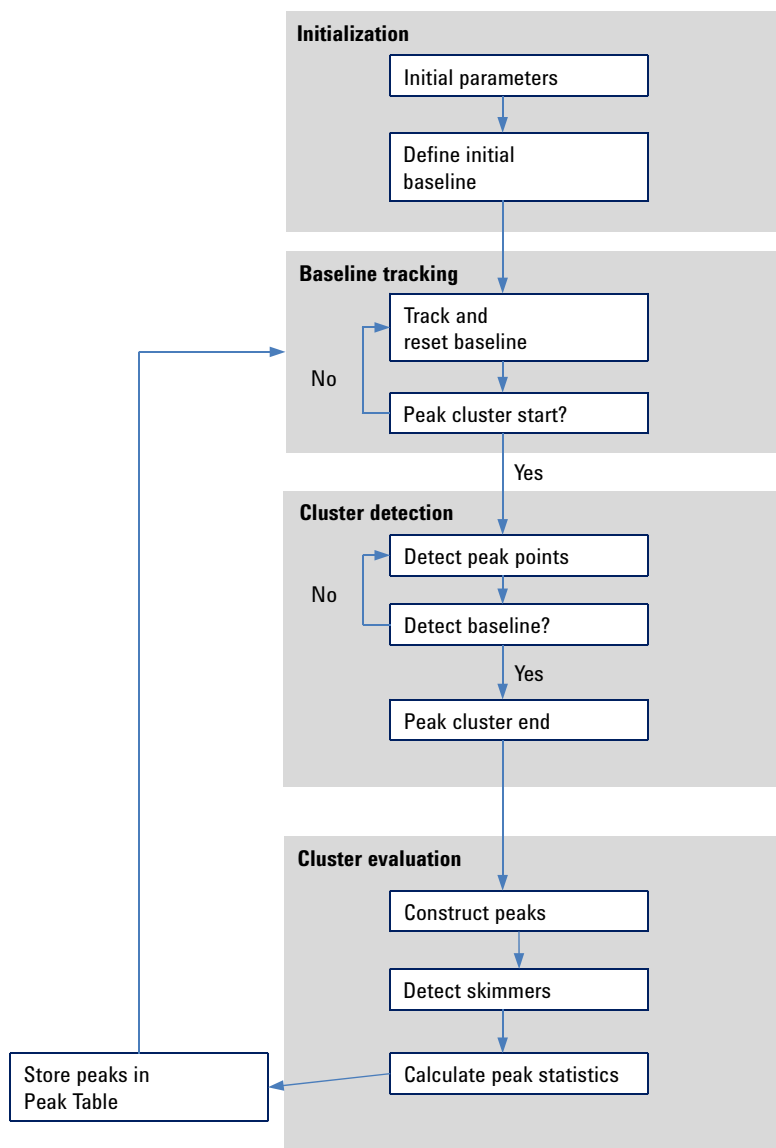 Initialization
Initial parameters
Define initial
baseline
Baseline tracking
Track and
reset baseline
No
Peak cluster start?
Yes
Cluster detection
Detect peak points
No
Detect baseline?
Yes
Peak cluster end
Cluster evaluation
Construct peaks
Detect skimmers
Calculate peak statistics
Store peaks in
Peak Table